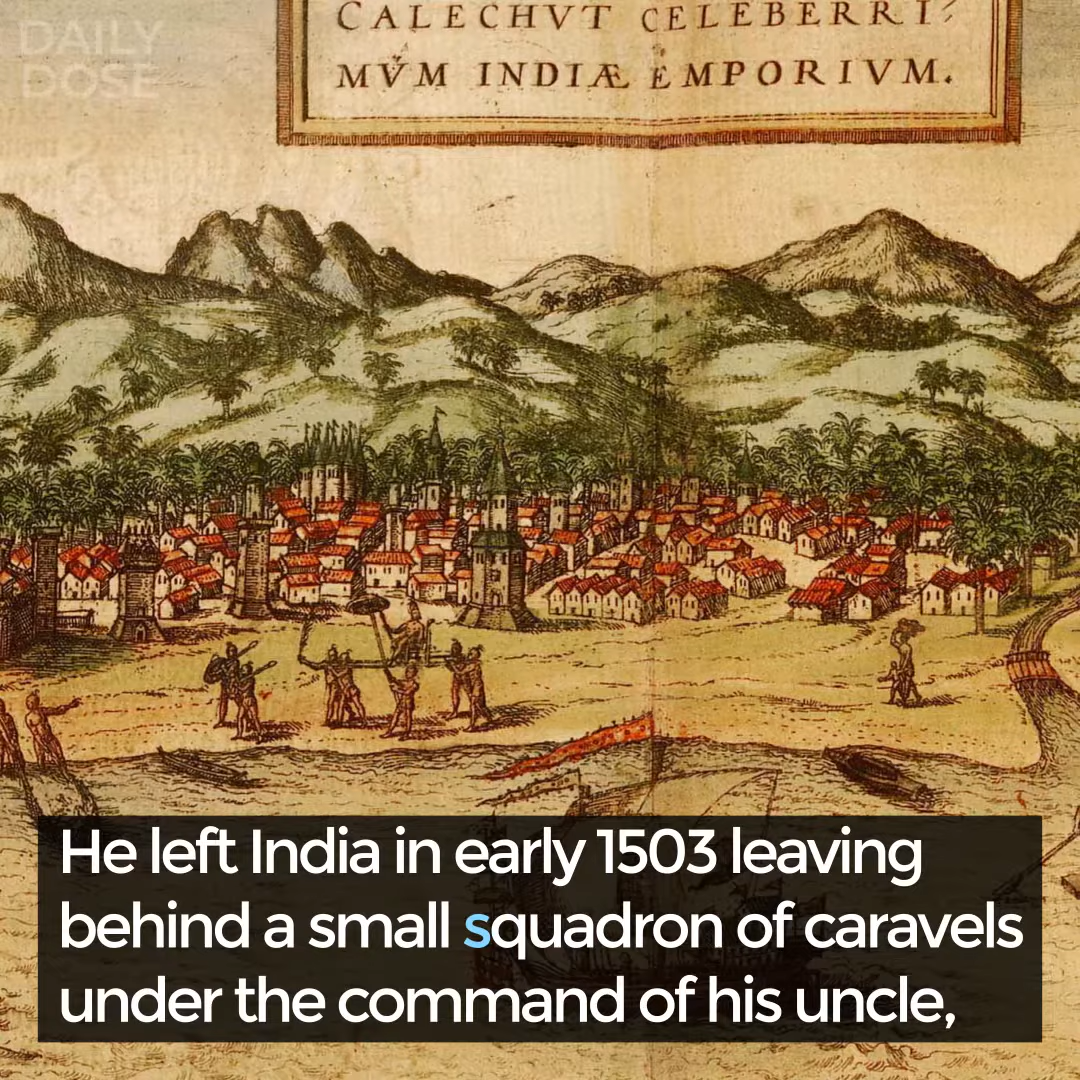 DAILY
DOSE
CALECHVT CELEBERRI
MVM INDIÆ EMPORIVM.
He left India in early 1503 leaving
behind a small squadron of caravels
under the command of his uncle,